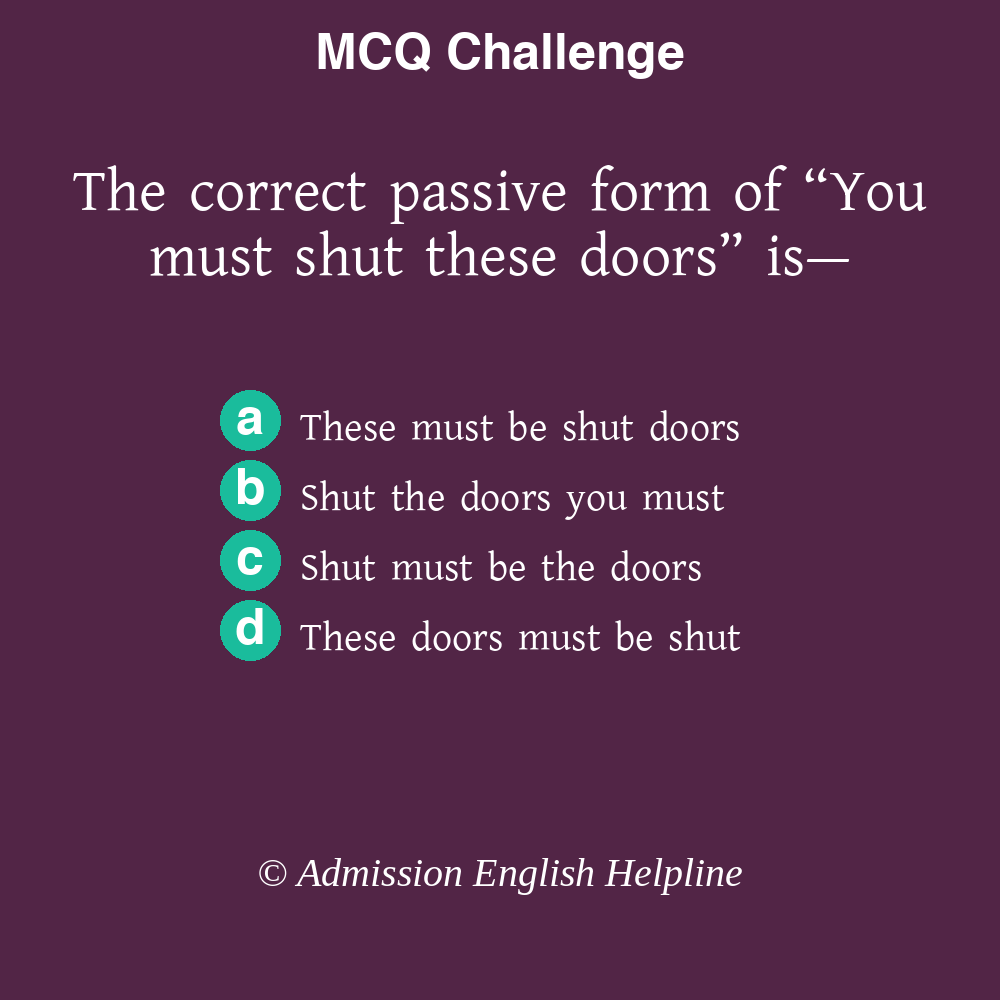 MCQ Challenge
The correct passive form of “You
must shut these doors” is—
a These must be shut doors
b Shut the doors you must
c Shut must be the doors
d These doors must be shut
© Admission English Helpline